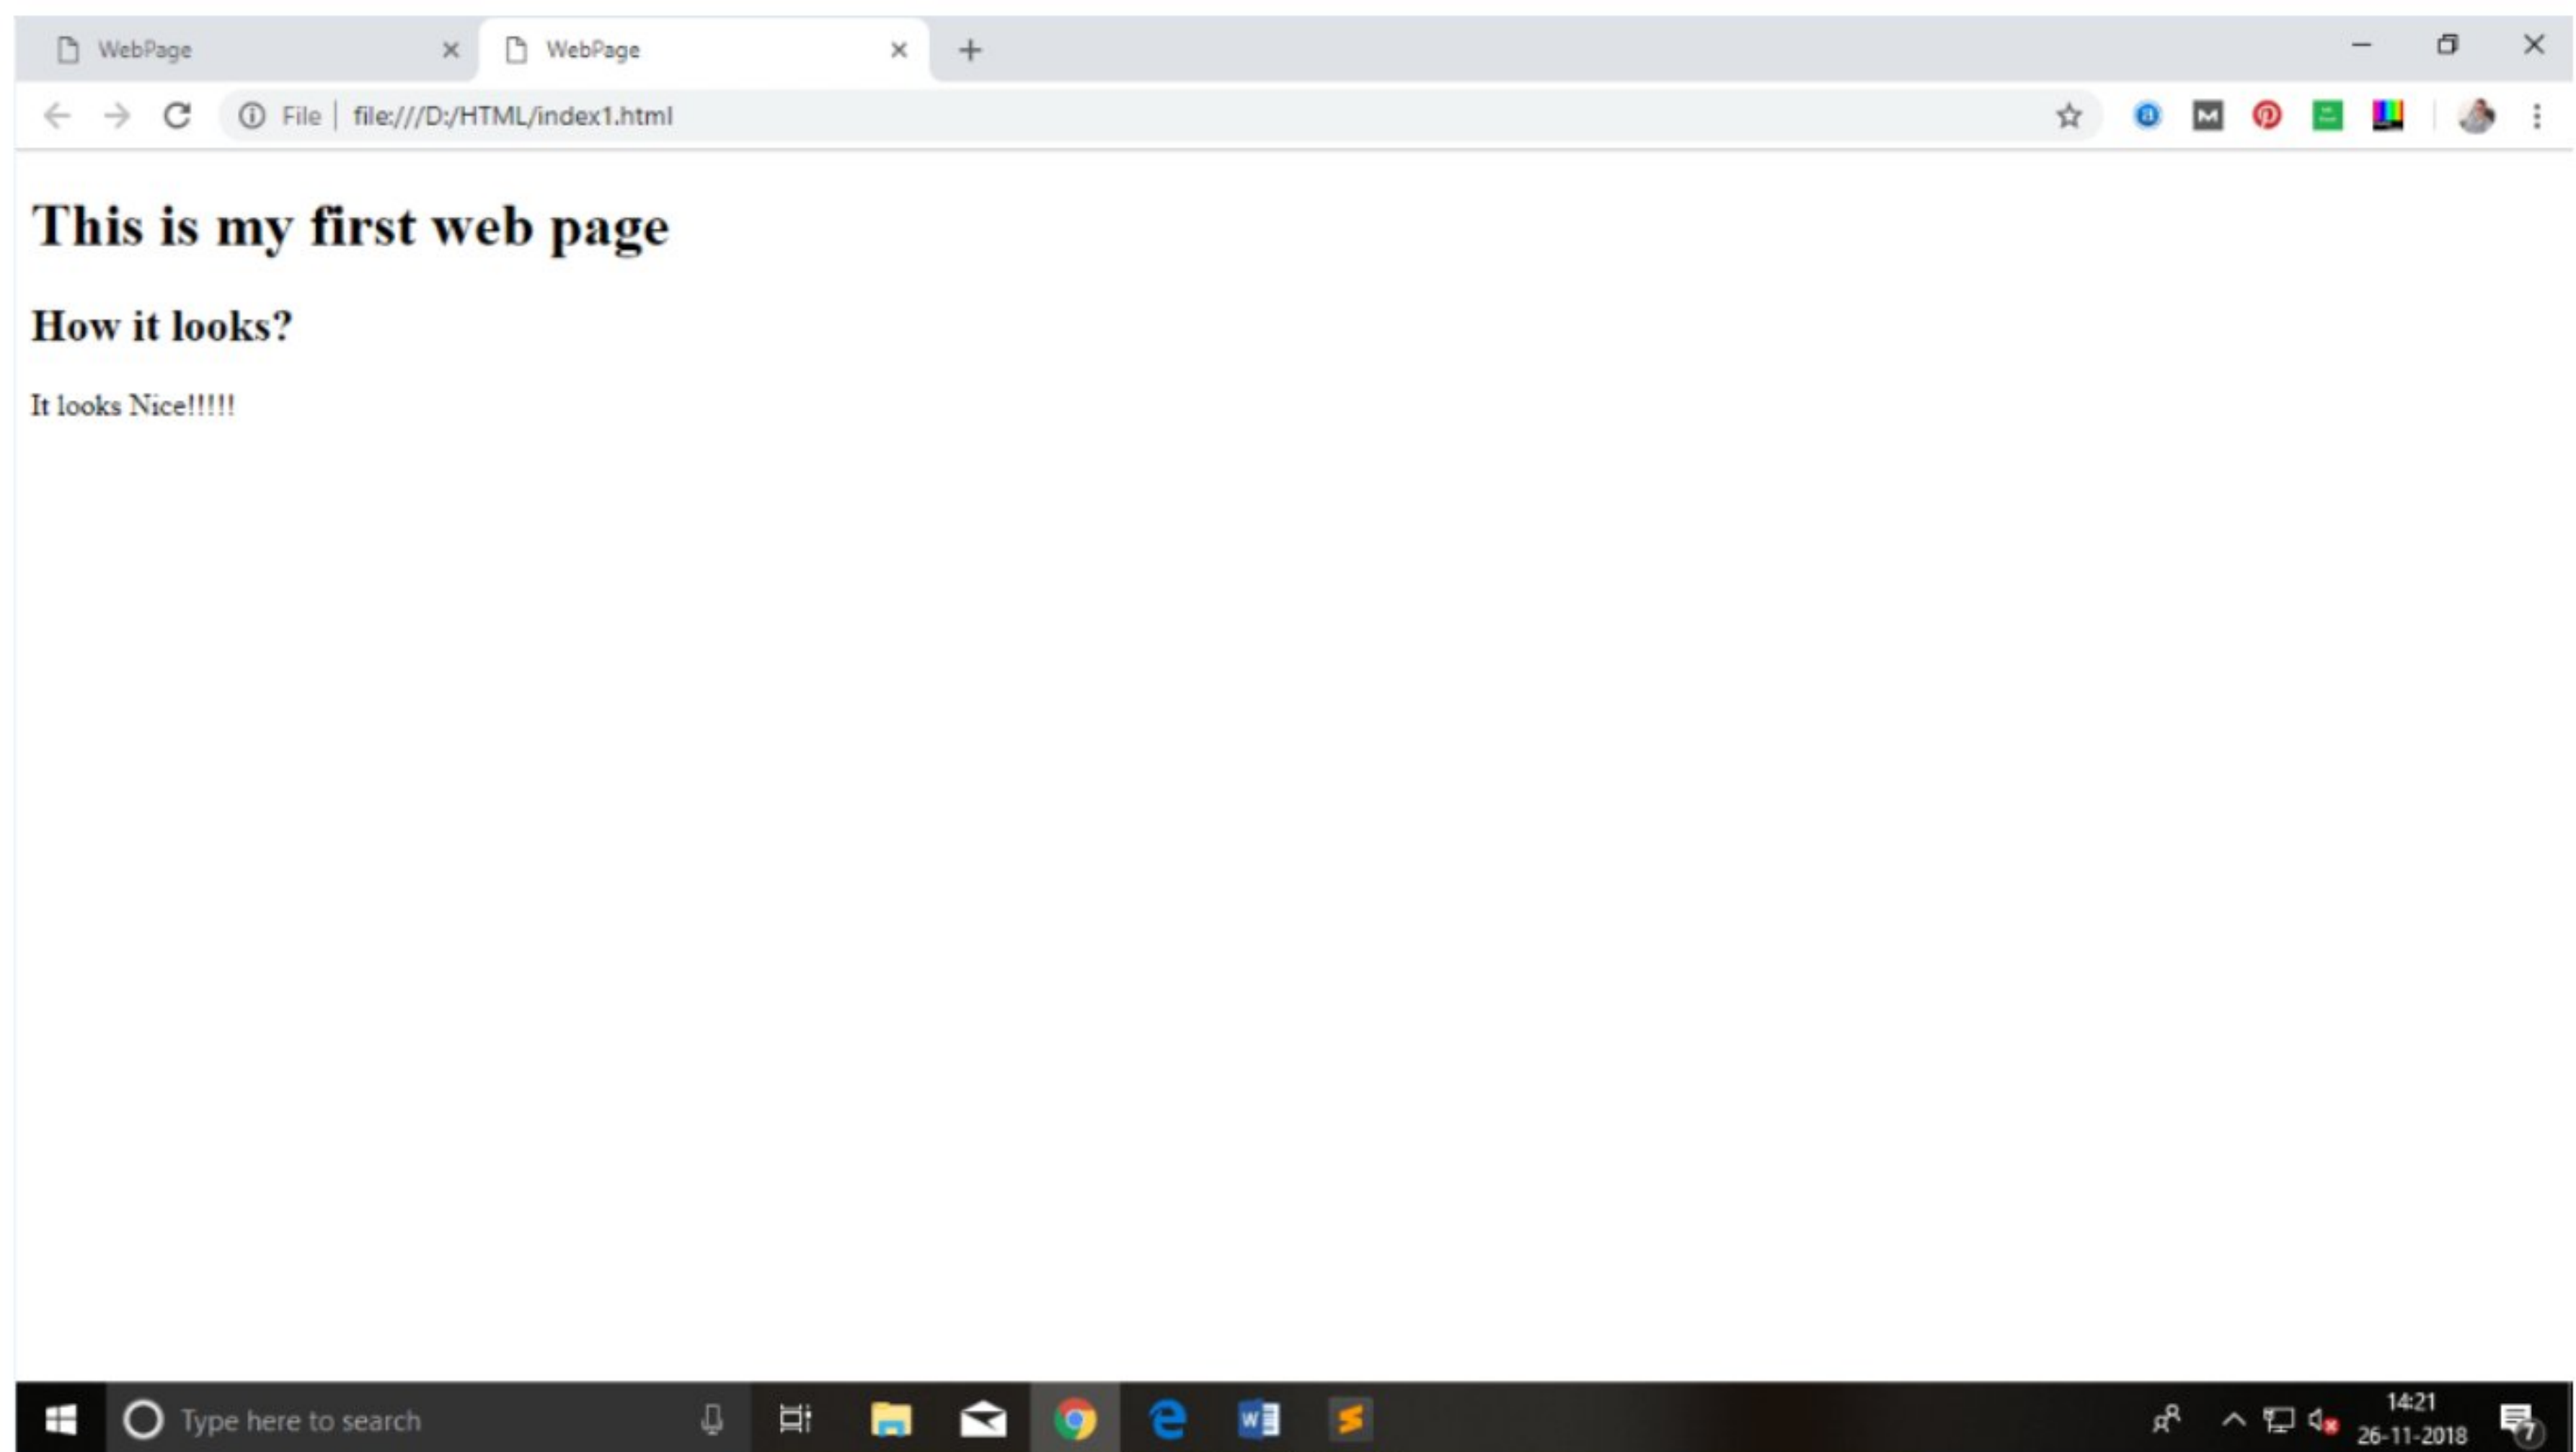 WebPage WebPage
File file:///D:/HTML/index1.html
This is my first web page
How it looks?
It looks Nice!!!!!
Type here to search
14:21
26-11-2018
7